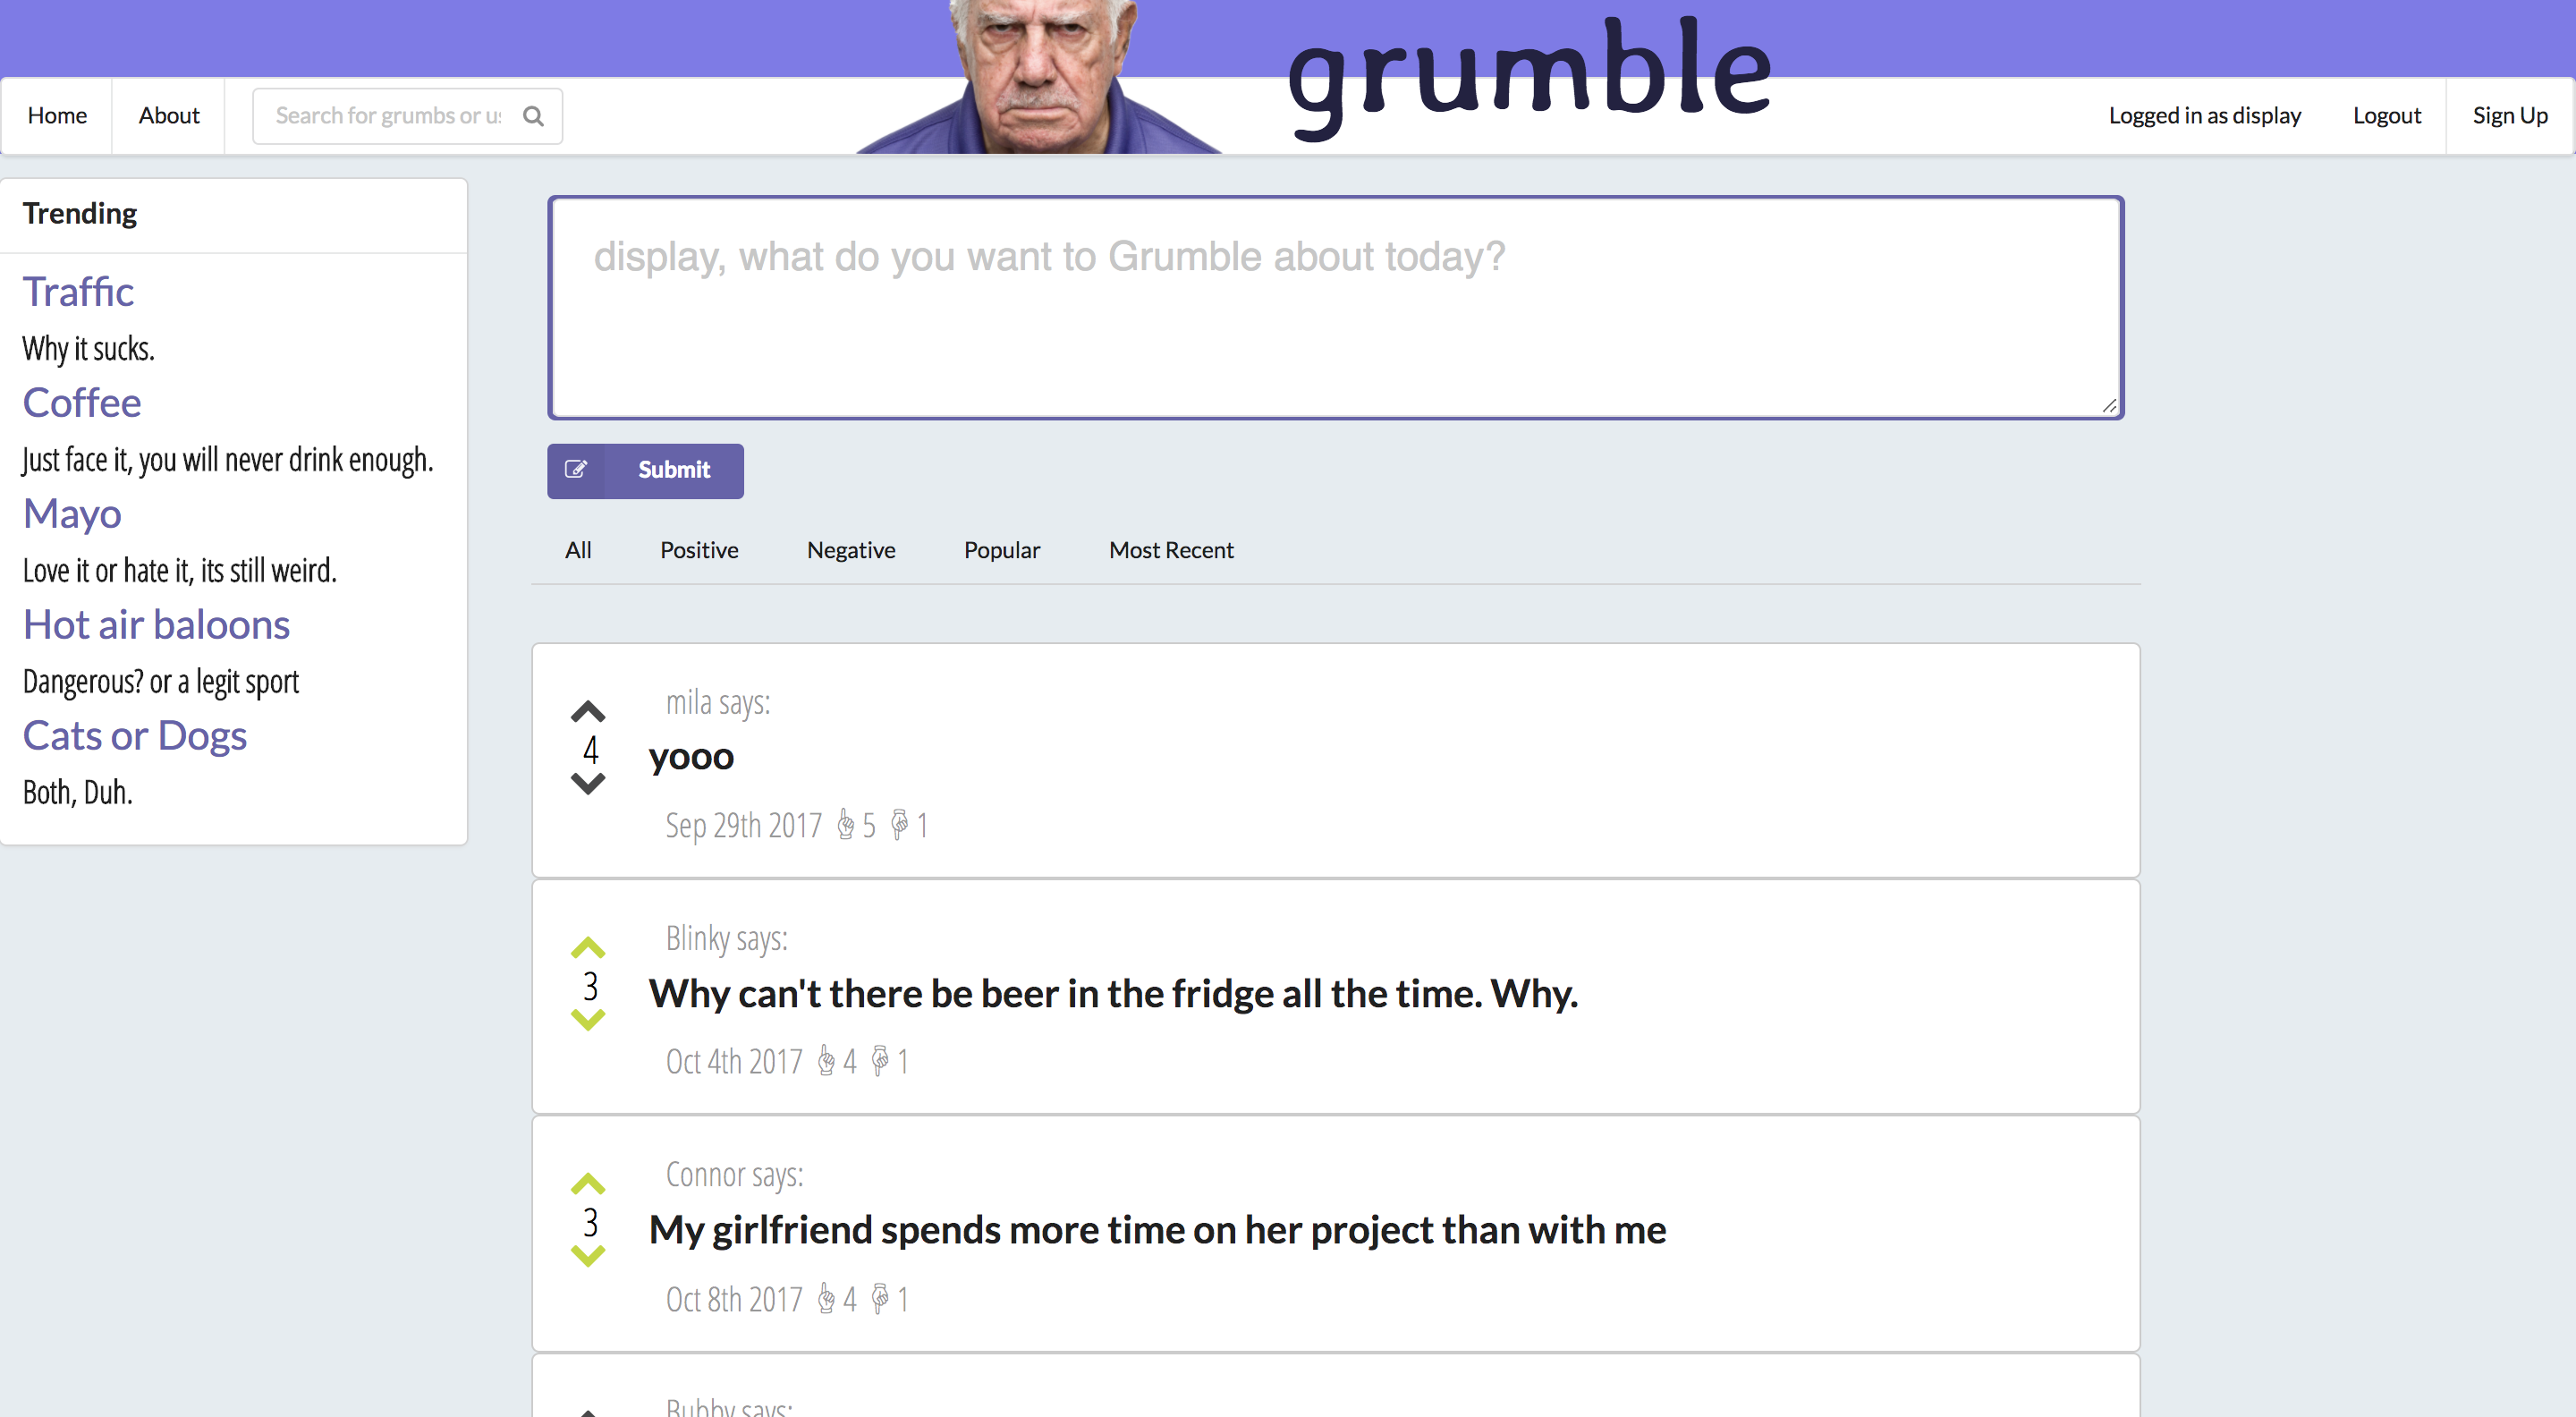 grumble
Home About Search for grumbs or u Logged in as display Logout Sign Up
Trending
Traffic
Why it sucks.
Coffee
Just face it, you will never drink enough.
Mayo
Love it or hate it, its still weird.
Hot air baloons
Dangerous? or a legit sport
Cats or Dogs
Both, Duh.
display, what do you want to Grumble about today?
Submit
All Positive Negative Popular Most Recent
mila says:
4
yooo
Sep 29th 2017 5 1
Blinky says:
3
Why can't there be beer in the fridge all the time. Why.
Oct 4th 2017 4 1
Connor says:
3
My girlfriend spends more time on her project than with me
Oct 8th 2017 4 1
Bubby says: